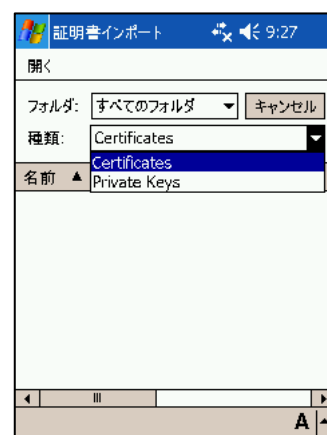 証明書インポート 9:27
開く
フォルダ: すべてのフォルダ キャンセル
種類: Certificates
Certificates
Private Keys
名前
A